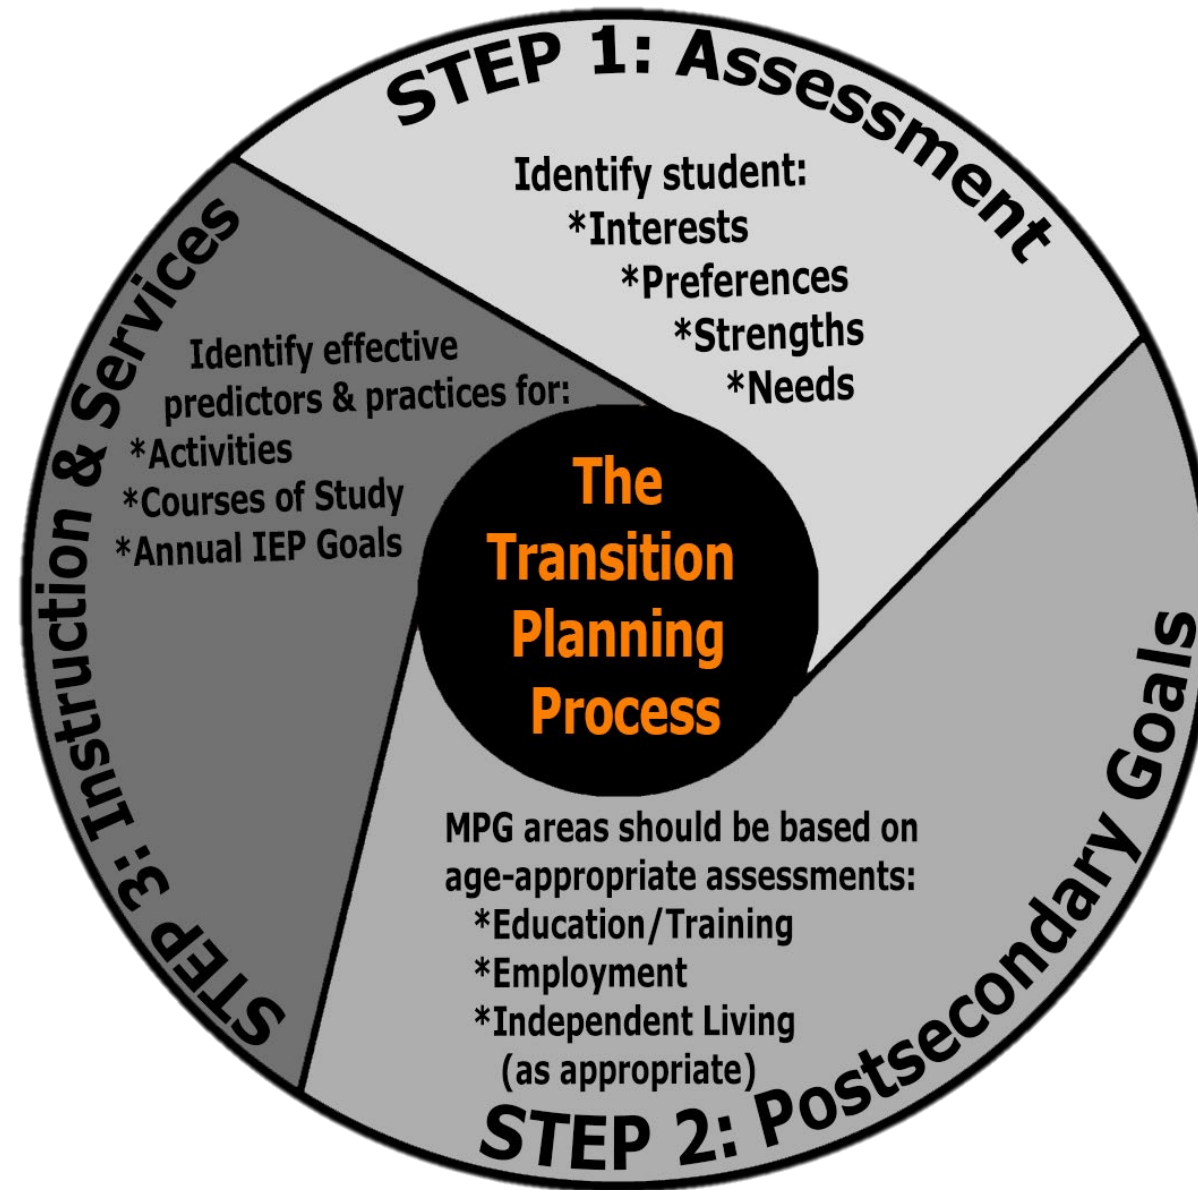 The
Transition
Planning
Process
STEP 1: Assessment
Identify student:
*Interests
*Preferences
*Strengths
*Needs
STEP 2: Postsecondary Goals
MPG areas should be based on
age-appropriate assessments:
*Education/Training
*Employment
*Independent Living
(as appropriate)
STEP 3: Instruction & Services
Identify effective
predictors & practices for:
*Activities
*Courses of Study
*Annual IEP Goals